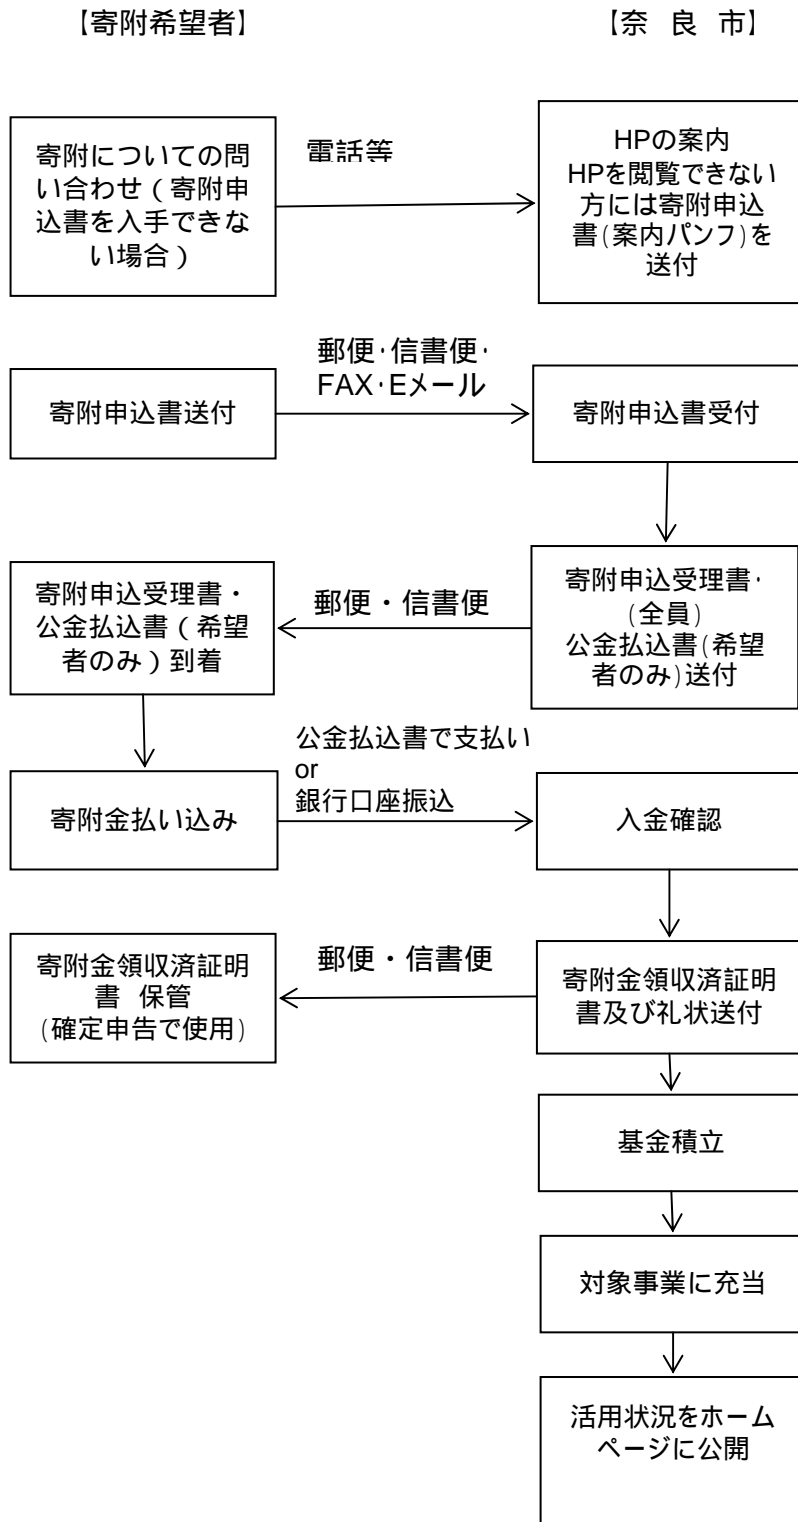 【寄附希望者】
【奈 良 市】
寄附についての問
い合わせ（寄附申
込書を入手できな
い場合）
電話等
HPの案内
HPを閲覧できない
方には寄附申込
書(案内パンフ)を
送付
寄附申込書送付
郵便・信書便・
FAX・Eメール
寄附申込書受付
寄附申込受理書・
公金払込書（希望
者のみ）到着
郵便・信書便
寄附申込受理書・
(全員)
公金払込書(希望
者のみ)送付
寄附金払い込み
公金払込書で支払い
or
銀行口座振込
入金確認
寄附金領収済証明
書 保管
(確定申告で使用)
郵便・信書便
寄附金領収済証明
書及び礼状送付
基金積立
対象事業に充当
活用状況をホーム
ページに公開